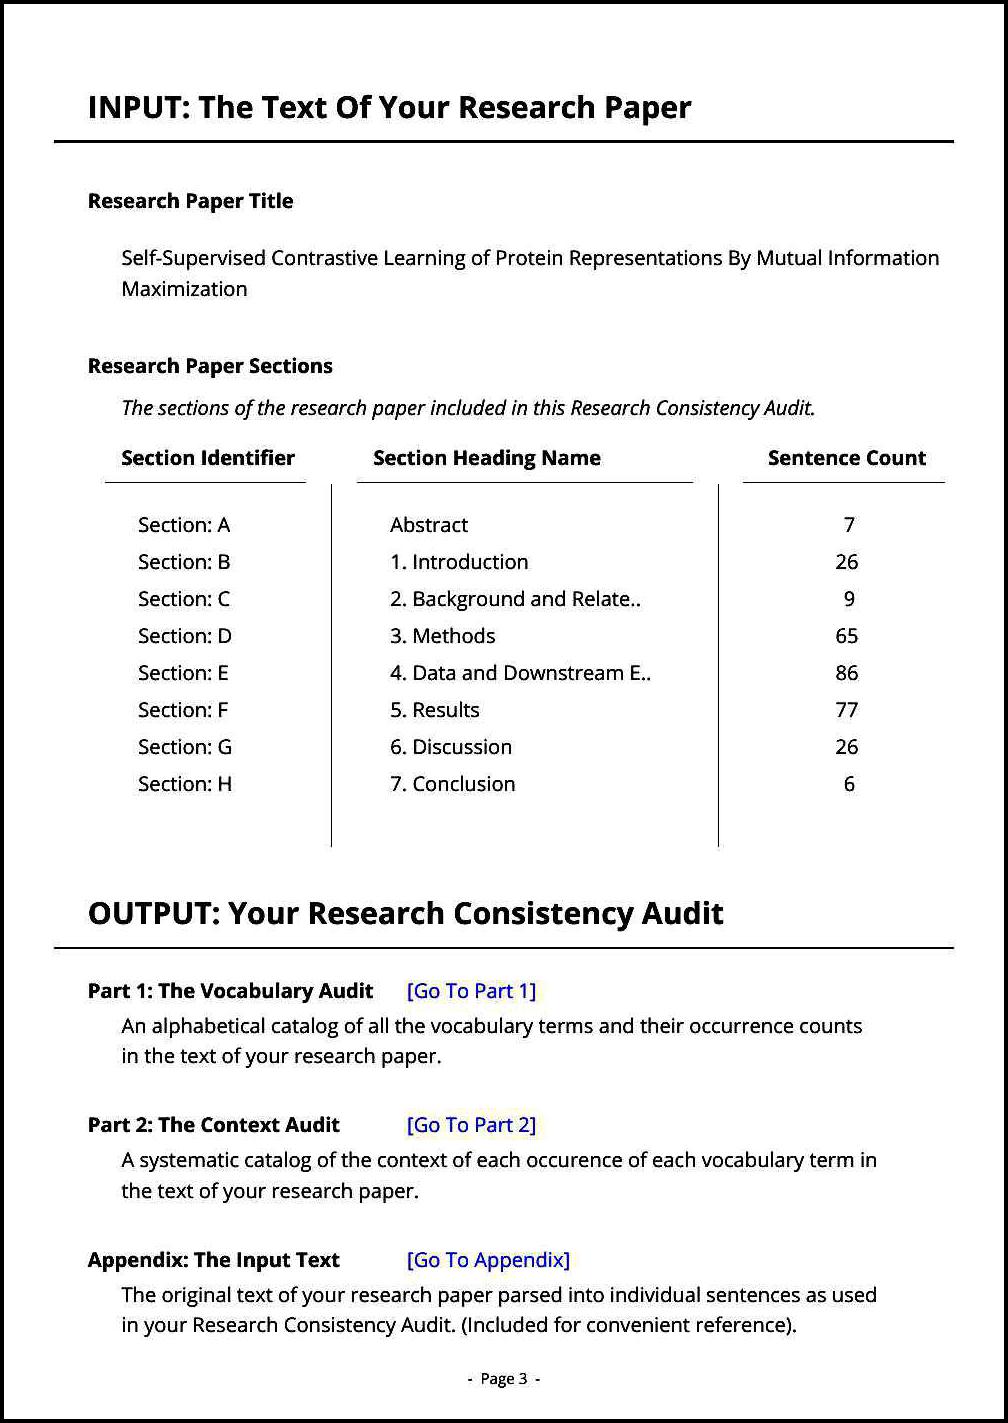 INPUT: The Text Of Your Research Paper
Research Paper Title
Self-Supervised Contrastive Learning of Protein Representations By Mutual Information
Maximization
Research Paper Sections
The sections of the research paper included in this Research Consistency Audit.
Section Identifier Section Heading Name Sentence Count
Section: A Abstract 7
Section: B 1. Introduction 26
Section: C 2. Background and Relate.. 9
Section: D 3. Methods 65
Section: E 4. Data and Downstream E.. 86
Section: F 5. Results 77
Section: G 6. Discussion 26
Section: H 7. Conclusion 6
OUTPUT: Your Research Consistency Audit
Part 1: The Vocabulary Audit [Go To Part 1]
An alphabetical catalog of all the vocabulary terms and their occurrence counts
in the text of your research paper.
Part 2: The Context Audit [Go To Part 2]
A systematic catalog of the context of each occurence of each vocabulary term in
the text of your research paper.
Appendix: The Input Text [Go To Appendix]
The original text of your research paper parsed into individual sentences as used
in your Research Consistency Audit. (Included for convenient reference).
- Page 3 -